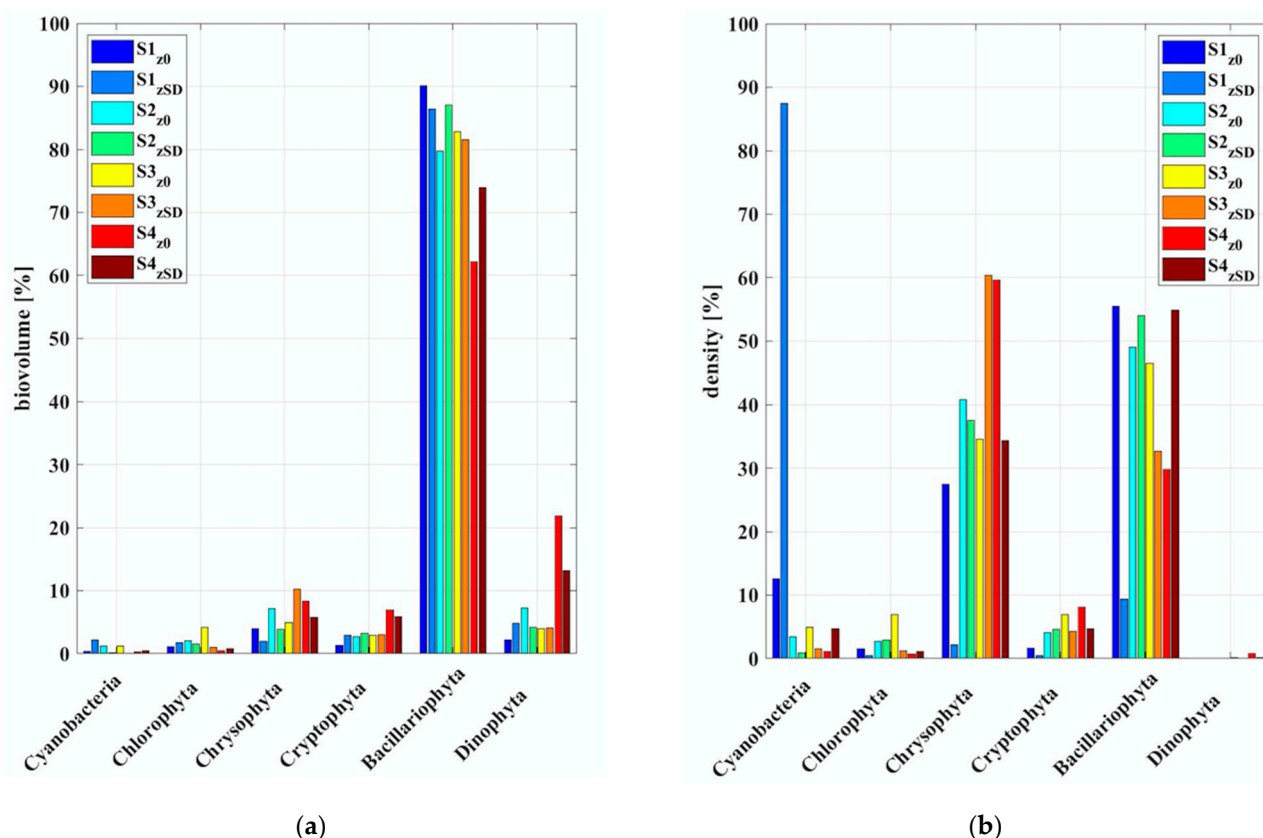 100
90
80
70
60
50
40
30
20
10
0
biovolume [%]
S1z0
S1zSD
S2z0
S2zSD
S3z0
S3zSD
S4z0
S4zSD
Cyanobacteria
Chlorophyta
Chrysophyta
Cryptophyta
Bacillariophyta
Dinophyta
(a)
100
90
80
70
60
50
40
30
20
10
0
density [%]
S1z0
S1zSD
S2z0
S2zSD
S3z0
S3zSD
S4z0
S4zSD
Cyanobacteria
Chlorophyta
Chrysophyta
Cryptophyta
Bacillariophyta
Dinophyta
(b)